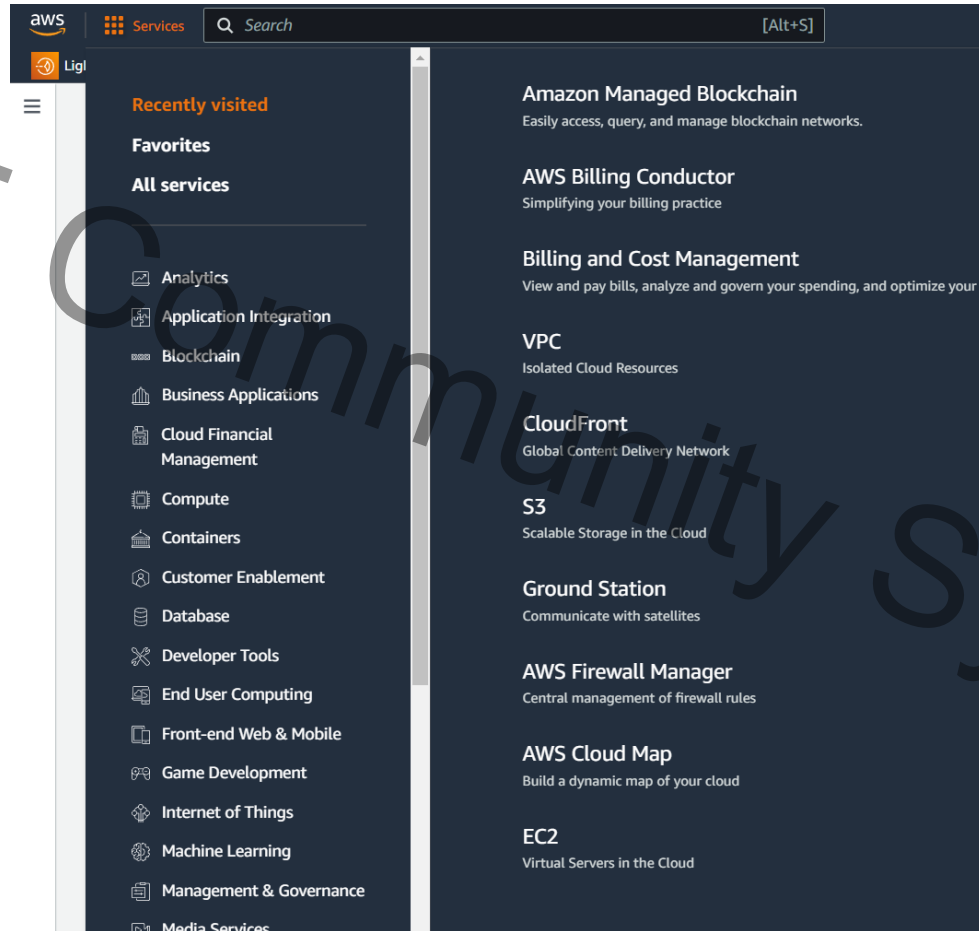 aws
Services
Search
[Alt+S]
Recently visited
Favorites
All services
Analytics
Application Integration
Blockchain
Business Applications
Cloud Financial
Management
Compute
Containers
Customer Enablement
Database
Developer Tools
End User Computing
Front-end Web & Mobile
Game Development
Internet of Things
Machine Learning
Management & Governance
Media Services
Amazon Managed Blockchain
Easily access, query, and manage blockchain networks.
AWS Billing Conductor
Simplifying your billing practice
Billing and Cost Management
View and pay bills, analyze and govern your spending, and optimize your
VPC
Isolated Cloud Resources
CloudFront
Global Content Delivery Network
S3
Scalable Storage in the Cloud
Ground Station
Communicate with satellites
AWS Firewall Manager
Central management of firewall rules
AWS Cloud Map
Build a dynamic map of your cloud
EC2
Virtual Servers in the Cloud
Community